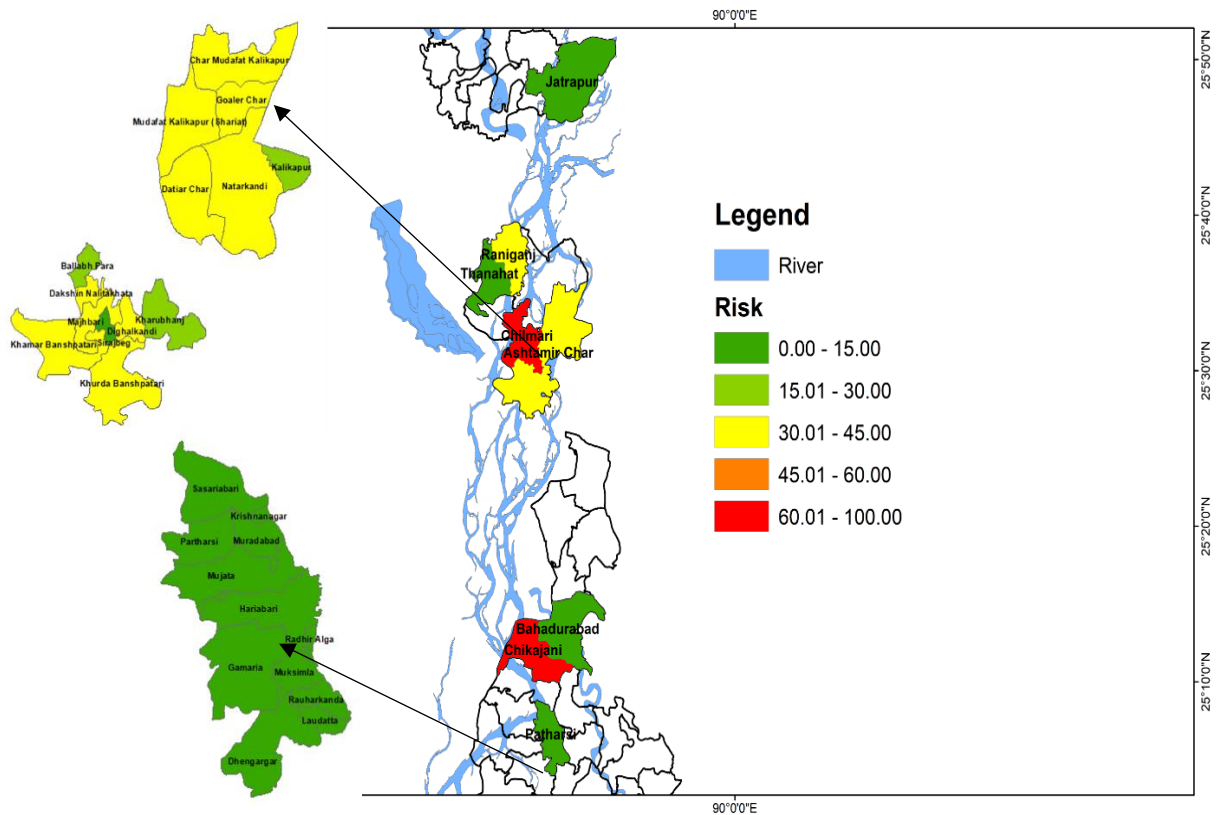 90°0'0"E
Char Mudafat Kalikapur
Goaler Char
Mudafat Kalikapur (Shariat)
Kalikapur
Datiar Char
Natarkandi
Ballabh Para
Dakshin Nalitakhata
Majhbari
Kharubhanj
Dighalkandi
Khamar Banshpatari
Sirajbeg
Khurda Banshpatari
Sasariabari
Krishnanagar
Partharsi
Muradabad
Mujata
Hariabari
Radhir Alga
Gamaria
Muksimla
Rauharkanda
Laudatta
Dhengargar
Jatrapur
Raniganj
Thanahat
Chilmari
Ashtamir Char
Bahadurabad
Chikajani
Patharsi
Legend
River
Risk
0.00 - 15.00
15.01 - 30.00
30.01 - 45.00
45.01 - 60.00
60.01 - 100.00
25°50'0"N
25°40'0"N
25°30'0"N
25°20'0"N
25°10'0"N
90°0'0"E